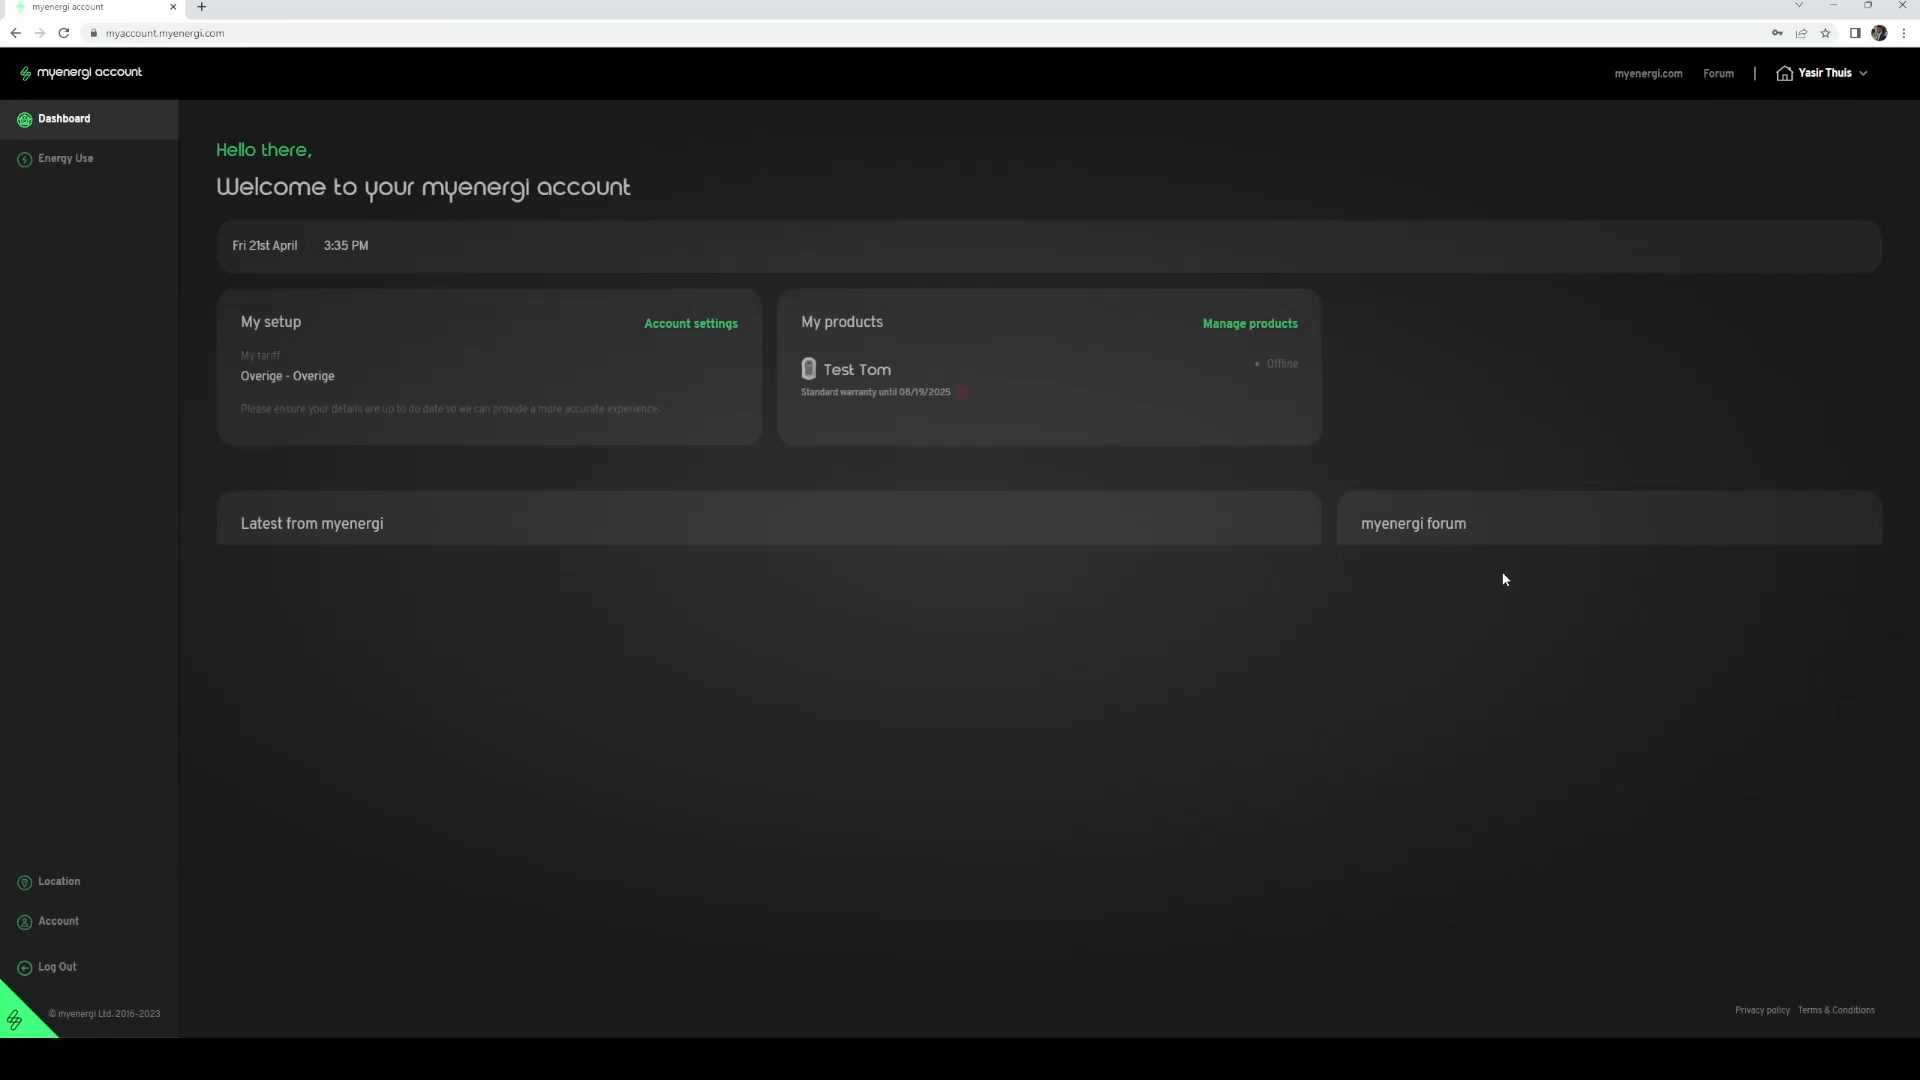 myenergi account
myaccount.myenergi.com
myenergi account
myenergi.com
Forum
Yasir Thuis
Dashboard
Energy Use
Hello there,
Welcome to your myenergi account
Fri 21st April
3:35 PM
My setup
Account settings
My tariff
Overige - Overige
Please ensure your details are up to do date so we can provide a more accurate experience.
My products
Manage products
Test Tom
• Offline
Standard warranty until 08/19/2025
Latest from myenergi
myenergi forum
Location
Account
Log Out
© myenergi Ltd. 2016-2023
Privacy policy
Terms & Conditions